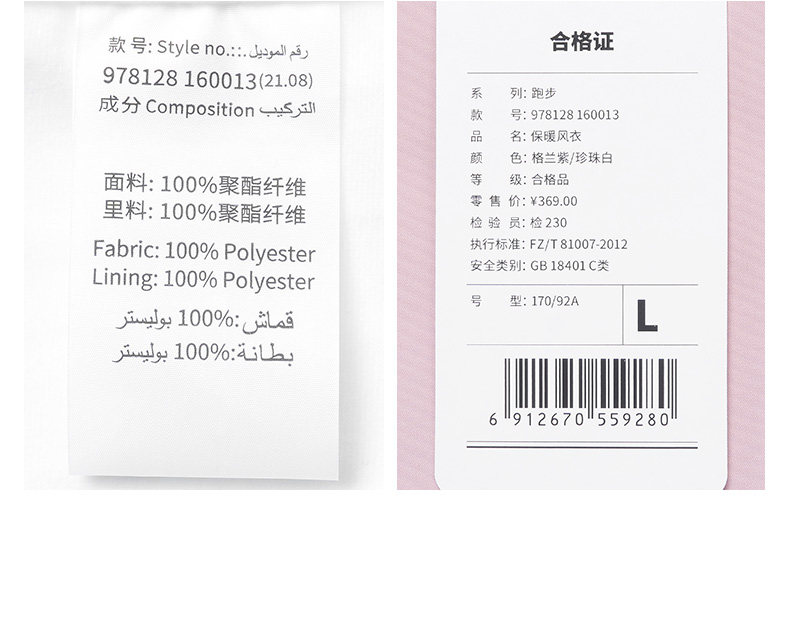 款 号: Style no.::. رقم الموديل
978128 160013(21.08)
成分 Composition التركيب
面料: 100%聚酯纤维
里料: 100%聚酯纤维
Fabric: 100% Polyester
Lining: 100% Polyester
قماش:100% بوليستر
بطانة:100% بوليستر
合格证
系 列: 跑步
款 号: 978128 160013
品 名: 保暖风衣
颜 色: 格兰紫/珍珠白
等 级: 合格品
零 售 价: ¥369.00
检 验 员: 检 230
执行标准: FZ/T 81007-2012
安全类别: GB 18401 C类
号 型: 170/92A
L
6 912670 559280